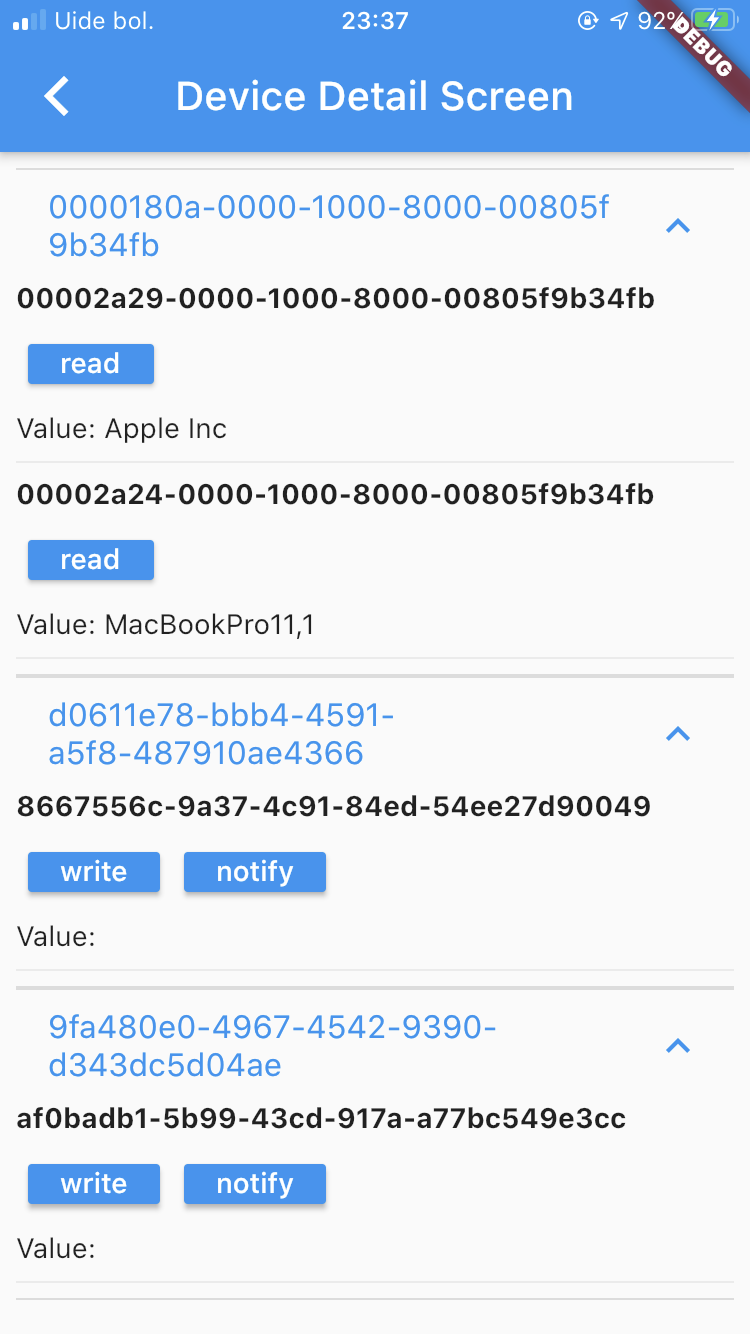 Uide bol.
23:37
92%
DEBUG
Device Detail Screen
0000180a-0000-1000-8000-00805f
9b34fb
00002a29-0000-1000-8000-00805f9b34fb
read
Value: Apple Inc
00002a24-0000-1000-8000-00805f9b34fb
read
Value: MacBookPro11,1
d0611e78-bbb4-4591-
a5f8-487910ae4366
8667556c-9a37-4c91-84ed-54ee27d90049
write notify
Value:
9fa480e0-4967-4542-9390-
d343dc5d04ae
af0badb1-5b99-43cd-917a-a77bc549e3cc
write notify
Value: